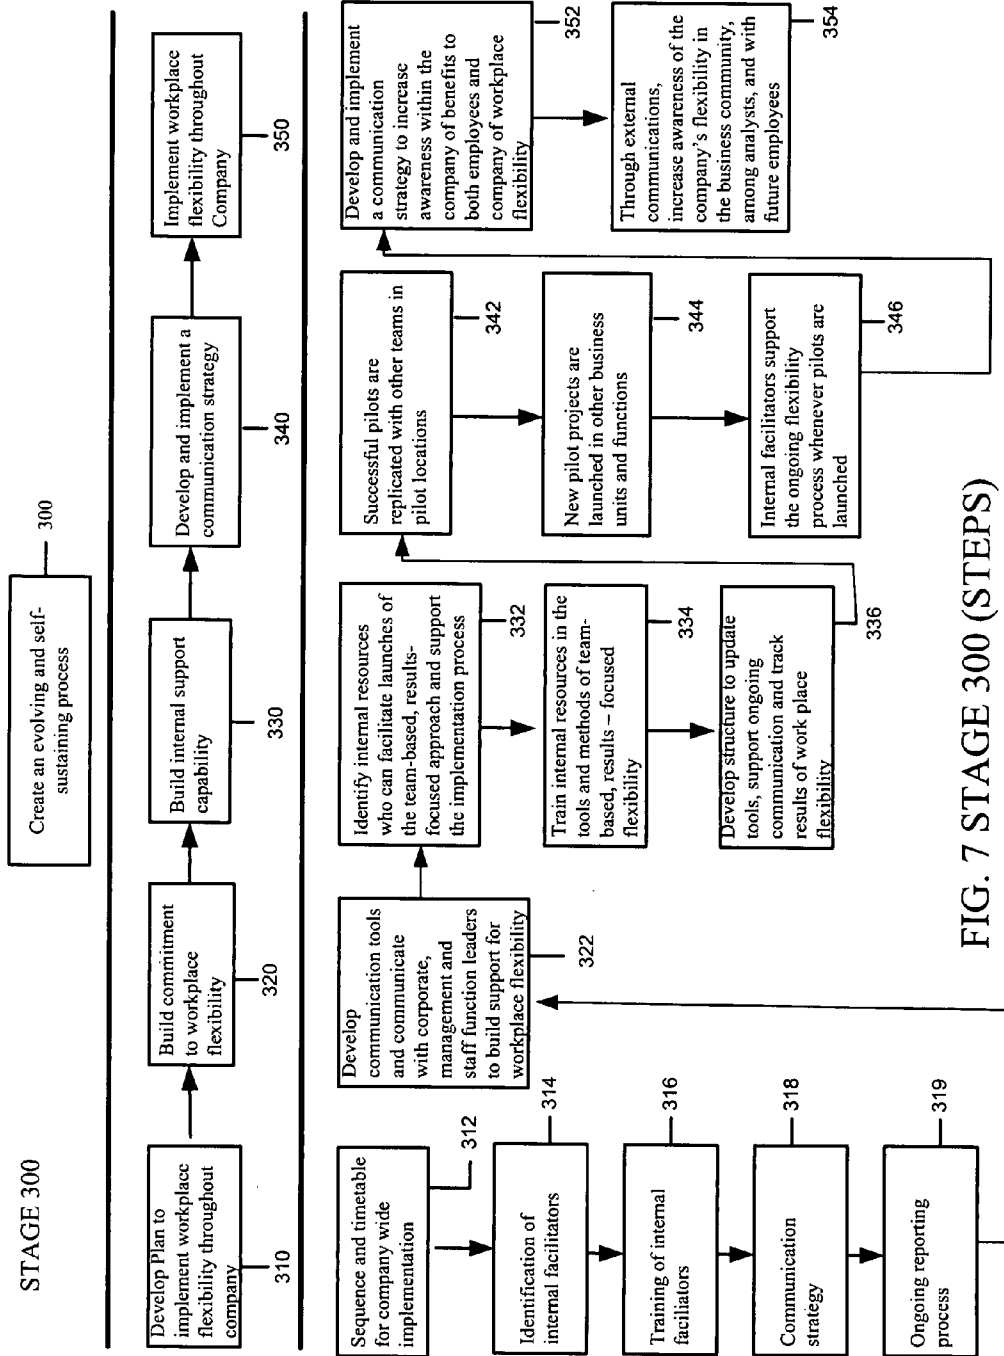 STAGE 300
Create an evolving and self-
sustaining process
300
Develop Plan to
implement workplace
flexibility throughout
company
310
Build commitment
to workplace
flexibility
320
Build internal support
capability
330
Develop and implement a
communication strategy
340
Implement workplace
flexibility throughout
Company
350
Sequence and timetable
for company wide
implementation
312
Identification of
internal facilitators
314
Training of internal
faciliators
316
Communication
strategy
318
Ongoing reporting
process
319
Develop
communication tools
and communicate
with corporate,
management and
staff function leaders
to build support for
workplace flexibility
322
Identify internal resources
who can facilitate launches of
the team-based, results-
focused approach and support
the implementation process
332
Train internal resources in the
tools and methods of team-
based, results – focused
flexibility
334
Develop structure to update
tools, support ongoing
communication and track
results of work place
flexibility
336
Successful pilots are
replicated with other teams in
pilot locations
342
New pilot projects are
launched in other business
units and functions
344
Internal facilitators support
the ongoing flexibility
process whenever pilots are
launched
346
Develop and implement
a communication
strategy to increase
awareness within the
company of benefits to
both employees and
company of workplace
flexibility
352
Through external
communications,
increase awareness of the
company's flexibility in
the business community,
among analysts, and with
future employees
354
FIG. 7 STAGE 300 (STEPS)